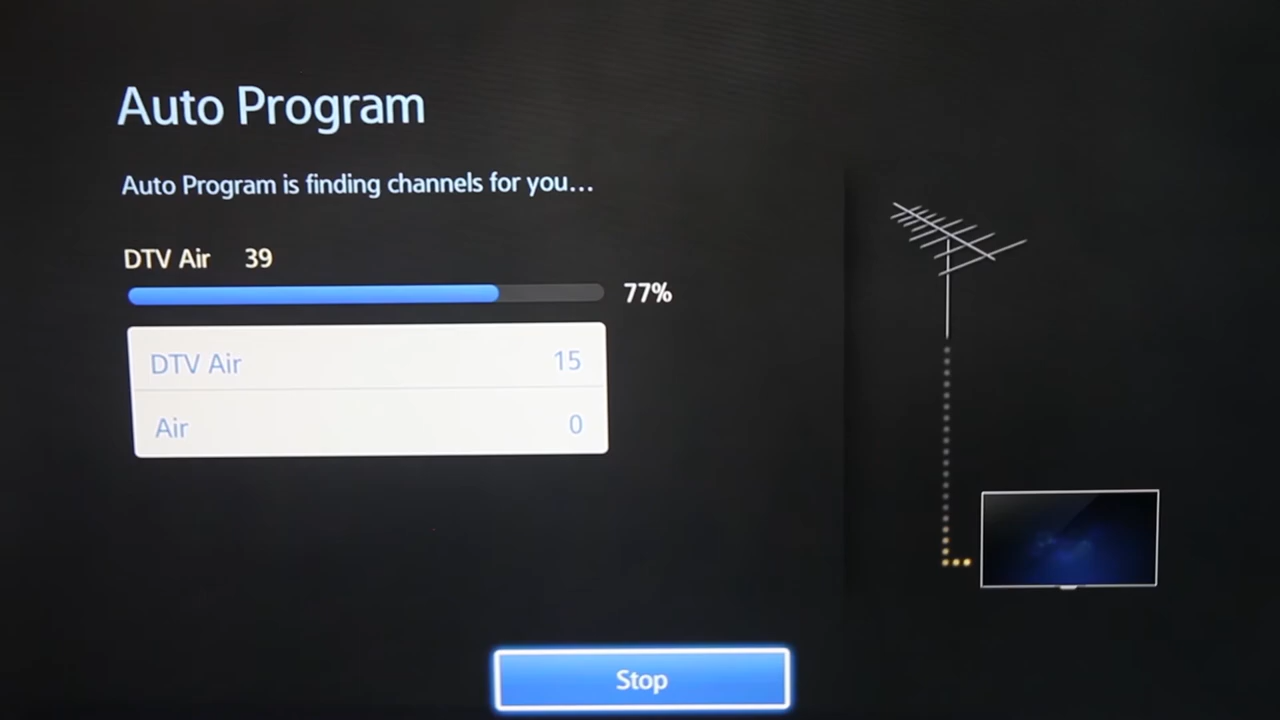 Auto Program
Auto Program is finding channels for you...
DTV Air 39
77%
DTV Air 15
Air 0
Stop